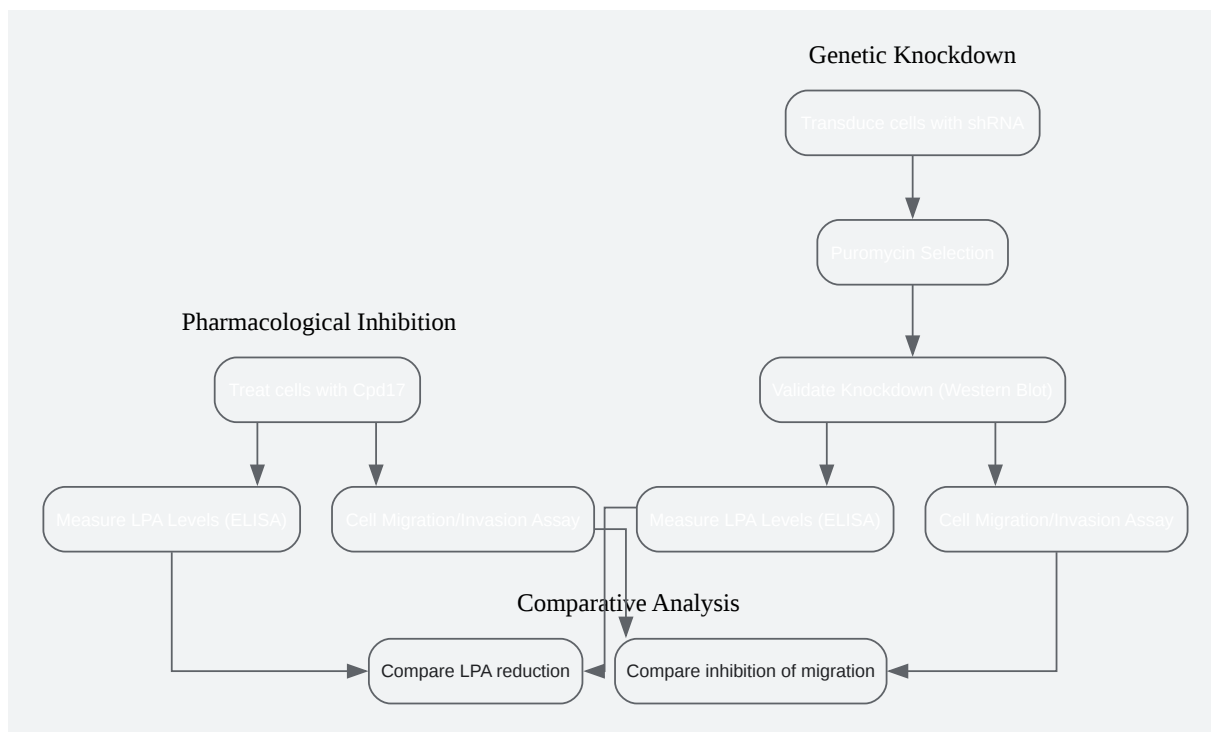 Genetic Knockdown
Transduce cells with shRNA
Puromycin Selection
Pharmacological Inhibition
Treat cells with Cpd17
Validate Knockdown (Western Blot)
Measure LPA Levels (ELISA)
Cell Migration/Invasion Assay
Measure LPA Levels (ELISA)
Cell Migration/Invasion Assay
Comparative Analysis
Compare LPA reduction
Compare inhibition of migration